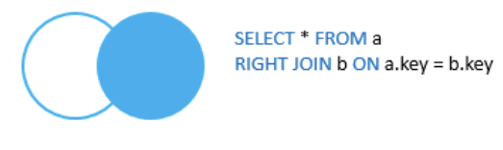 SELECT * FROM a
RIGHT JOIN b ON a.key = b.key